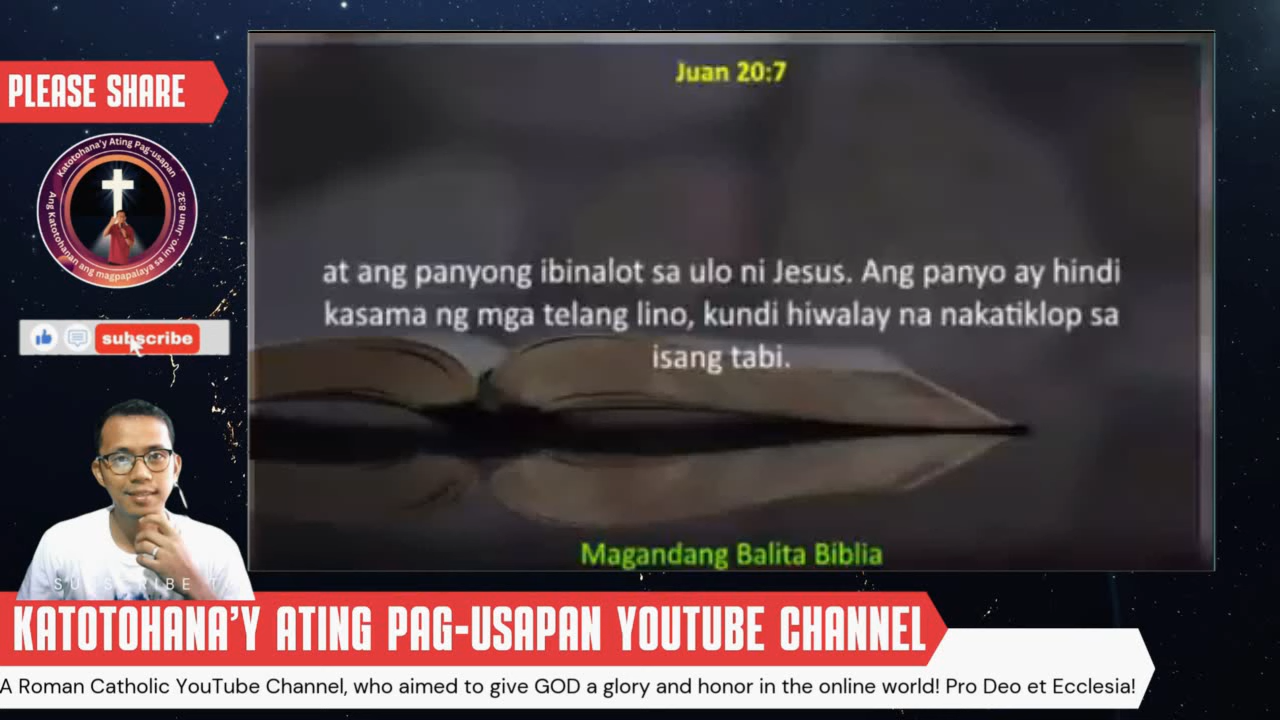 PLEASE SHARE
Katotohana'y Ating Pag-usapan
Ang Katotohanan ang magpapalaya sa inyo. Juan 8:32
subscribe
Juan 20:7
at ang panyong ibinalot sa ulo ni Jesus. Ang panyo ay hindi
kasama ng mga telang lino, kundi hiwalay na nakatiklop sa
isang tabi.
Magandang Balita Biblia
SUBSCRIBE
KATOTOHANA'Y ATING PAG-USAPAN YOUTUBE CHANNEL
A Roman Catholic YouTube Channel, who aimed to give GOD a glory and honor in the online world! Pro Deo et Ecclesia!